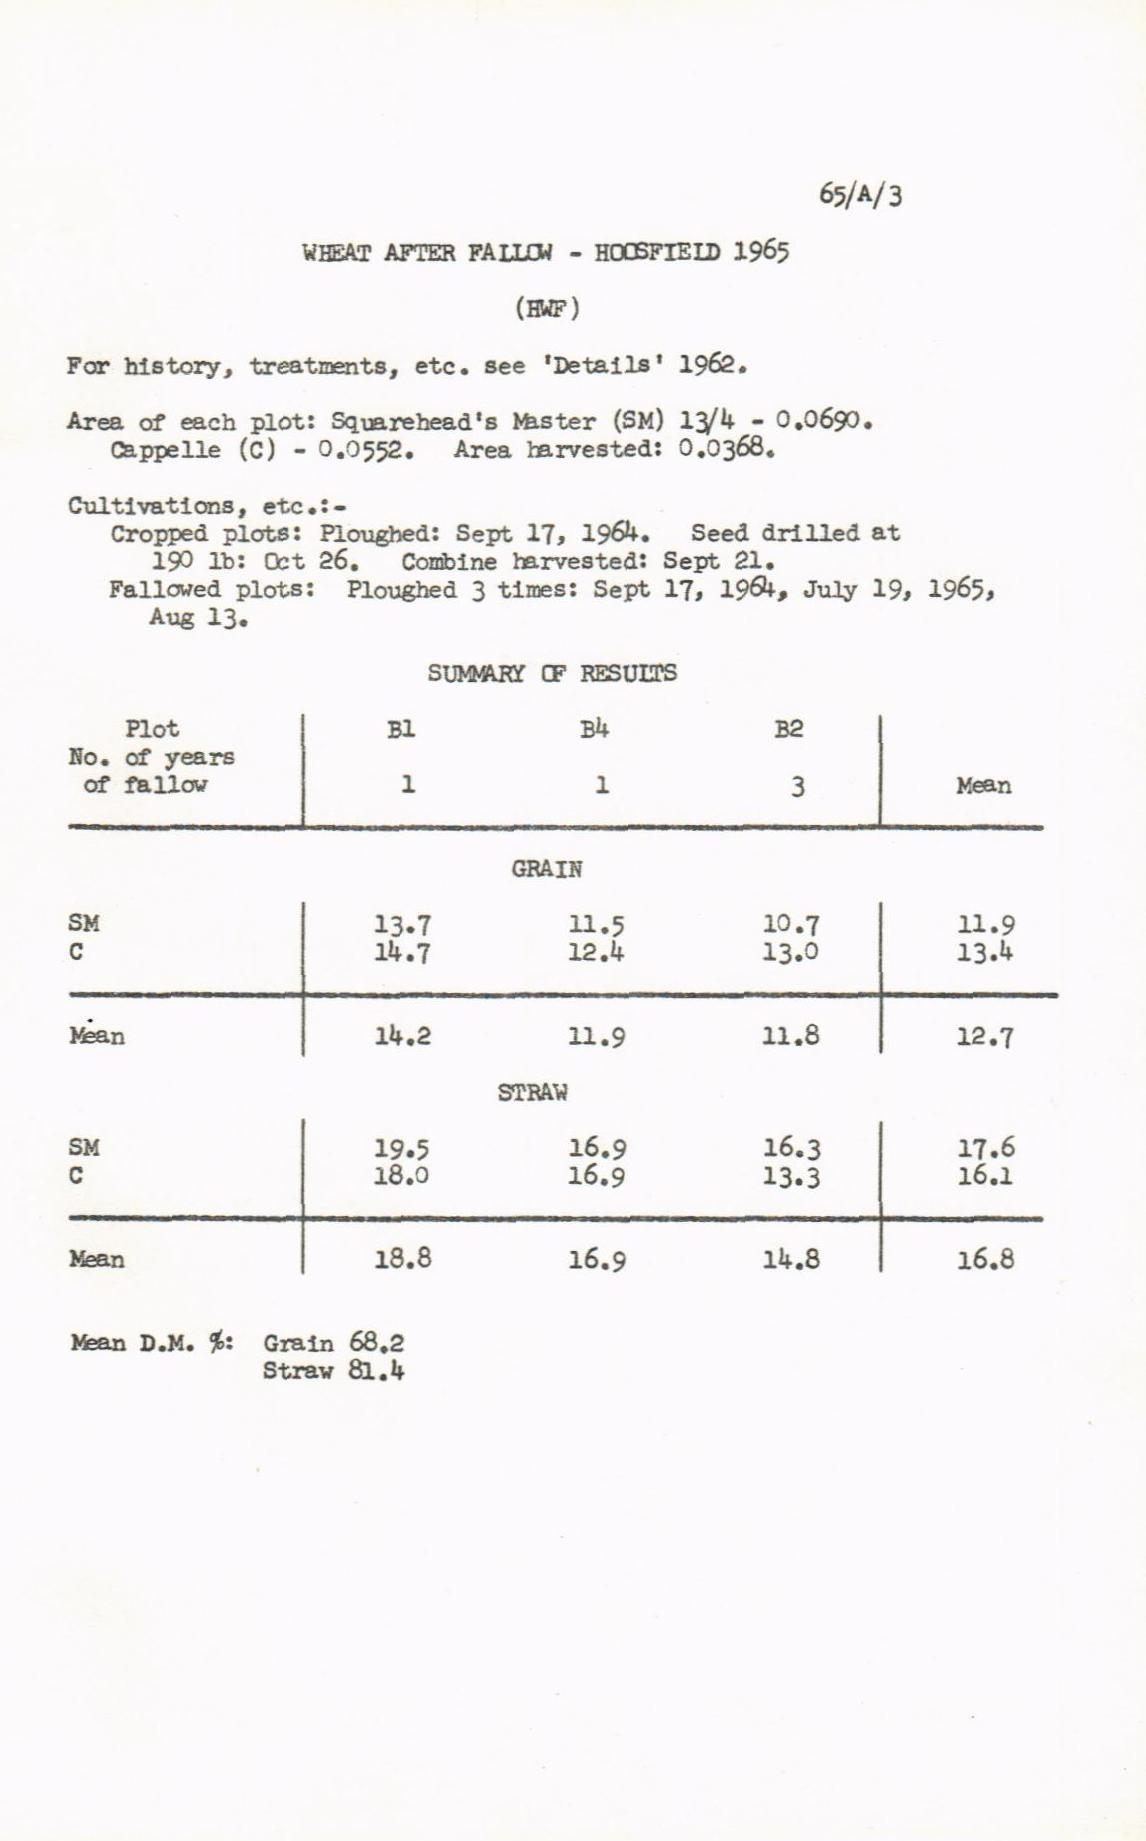 65/A/3
WHEAT AFTER FALLOW - HOOSFIELD 1965
(HWF)
For history, treatments, etc. see 'Details' 1962.
Area of each plot: Squarehead's Master (SM) 13/4 - 0.0690.
Cappelle (C) - 0.0552. Area harvested: 0.0368.
Cultivations, etc.:-
Cropped plots: Ploughed: Sept 17, 1964. Seed drilled at
190 lb: Oct 26. Combine harvested: Sept 21.
Fallowed plots: Ploughed 3 times: Sept 17, 1964, July 19, 1965,
Aug 13.
SUMMARY OF RESULTS
Plot B1 B4 B2
No. of years
of fallow 1 1 3 Mean
GRAIN
SM 13.7 11.5 10.7 11.9
C 14.7 12.4 13.0 13.4
Mean 14.2 11.9 11.8 12.7
STRAW
SM 19.5 16.9 16.3 17.6
C 18.0 16.9 13.3 16.1
Mean 18.8 16.9 14.8 16.8
Mean D.M. %: Grain 68.2
Straw 81.4